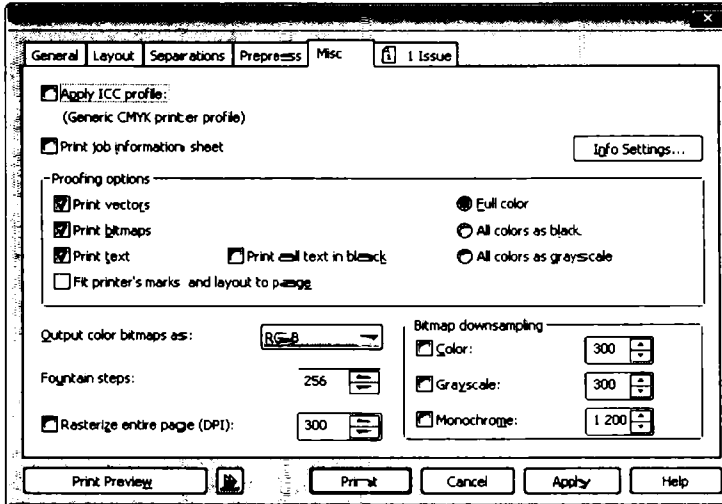 General Layout Separations Prepress Misc 1 Issue
Apply ICC profile:
(Generic CMYK printer profile)
Print job information sheet Info Settings...
Proofing options
Print vectors Full color
Print bitmaps All colors as black
Print text Print all text in black All colors as grayscale
Fit printer's marks and layout to page
Output color bitmaps as: RGB Bitmap downsampling
Color: 300
Fountain steps: 256 Grayscale: 300
Rasterize entire page (DPI): 300 Monochrome: 1 200
Print Preview Print Cancel Apply Help